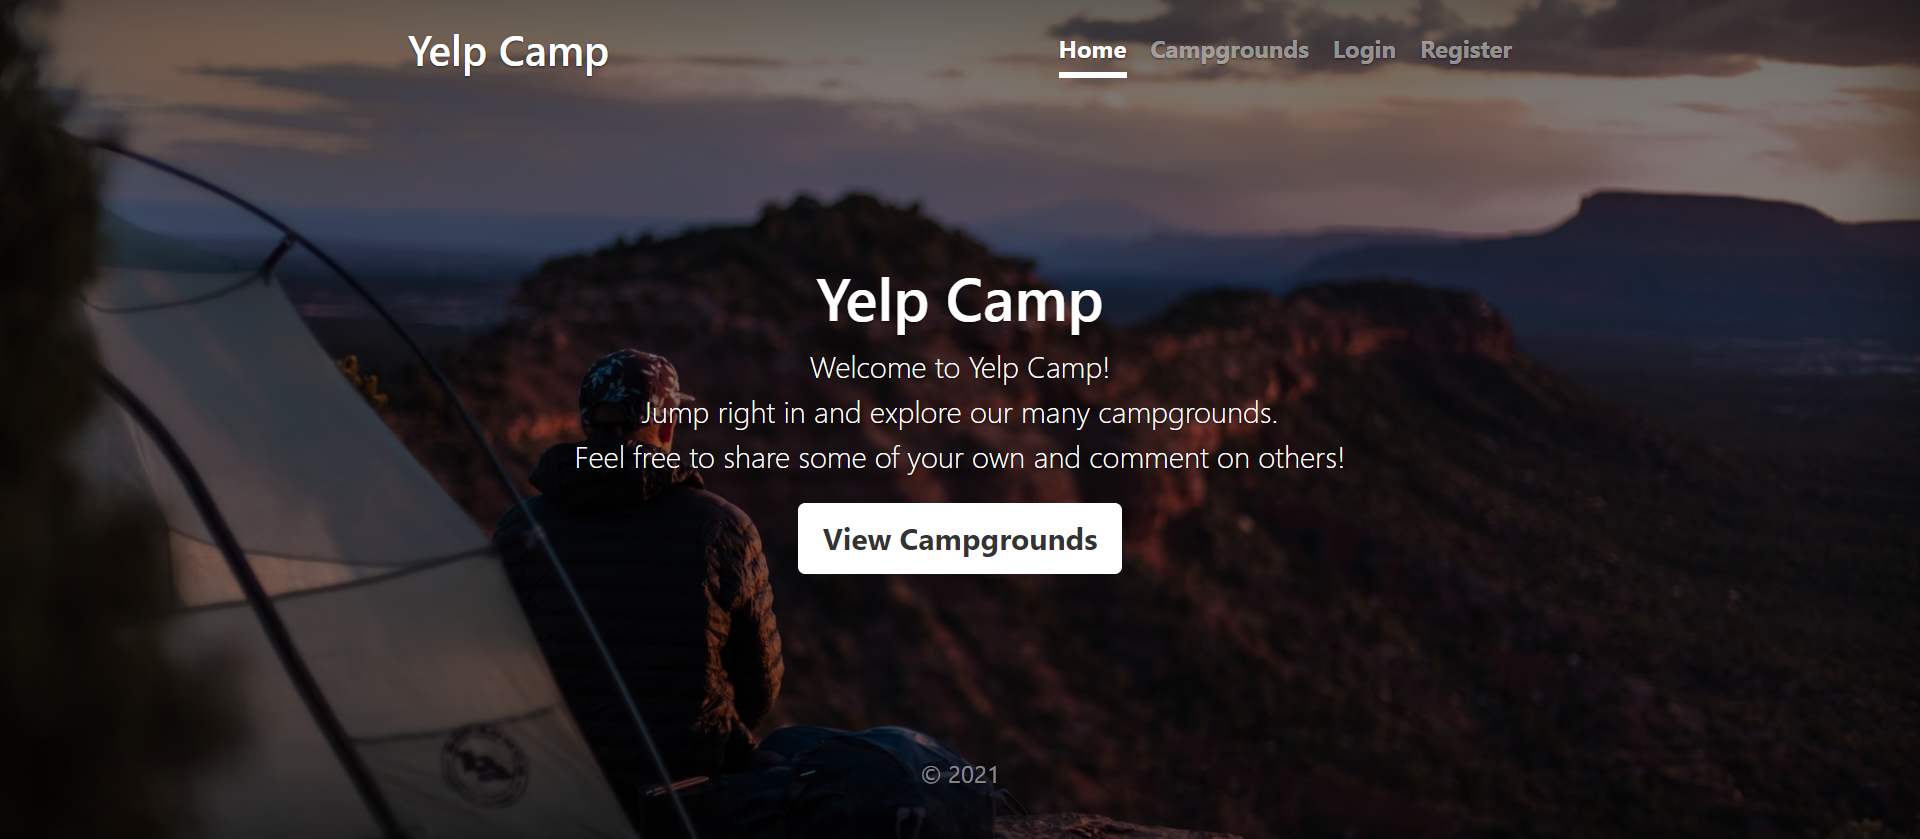 Yelp Camp
Home Campgrounds Login Register
Yelp Camp
Welcome to Yelp Camp!
Jump right in and explore our many campgrounds.
Feel free to share some of your own and comment on others!
View Campgrounds
© 2021